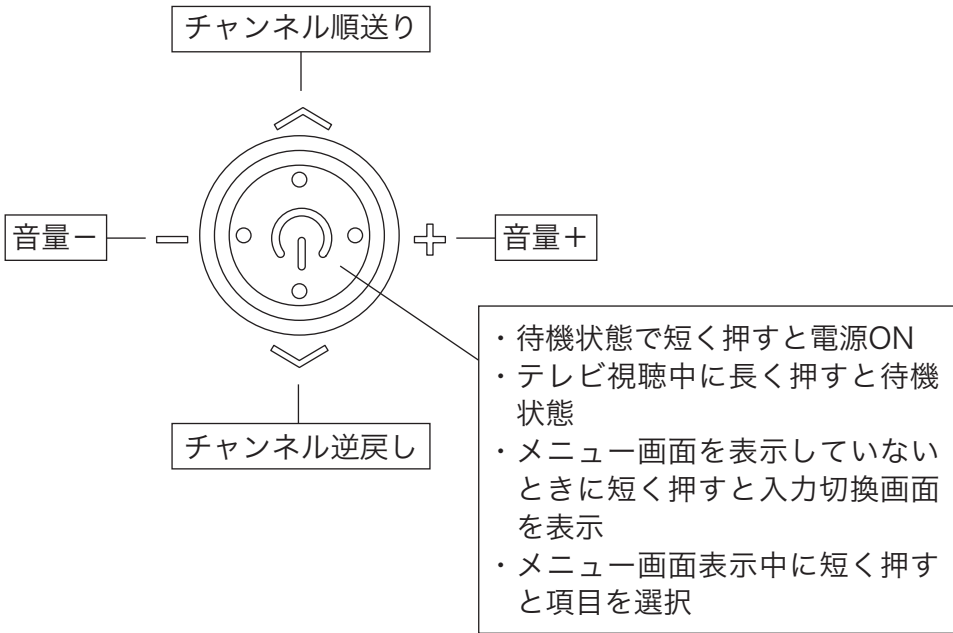 チャンネル順送り
音量－
音量＋
・待機状態で短く押すと電源ON
・テレビ視聴中に長く押すと待機
状態
・メニュー画面を表示していない
ときに短く押すと入力切換画面
を表示
・メニュー画面表示中に短く押す
と項目を選択
チャンネル逆戻し